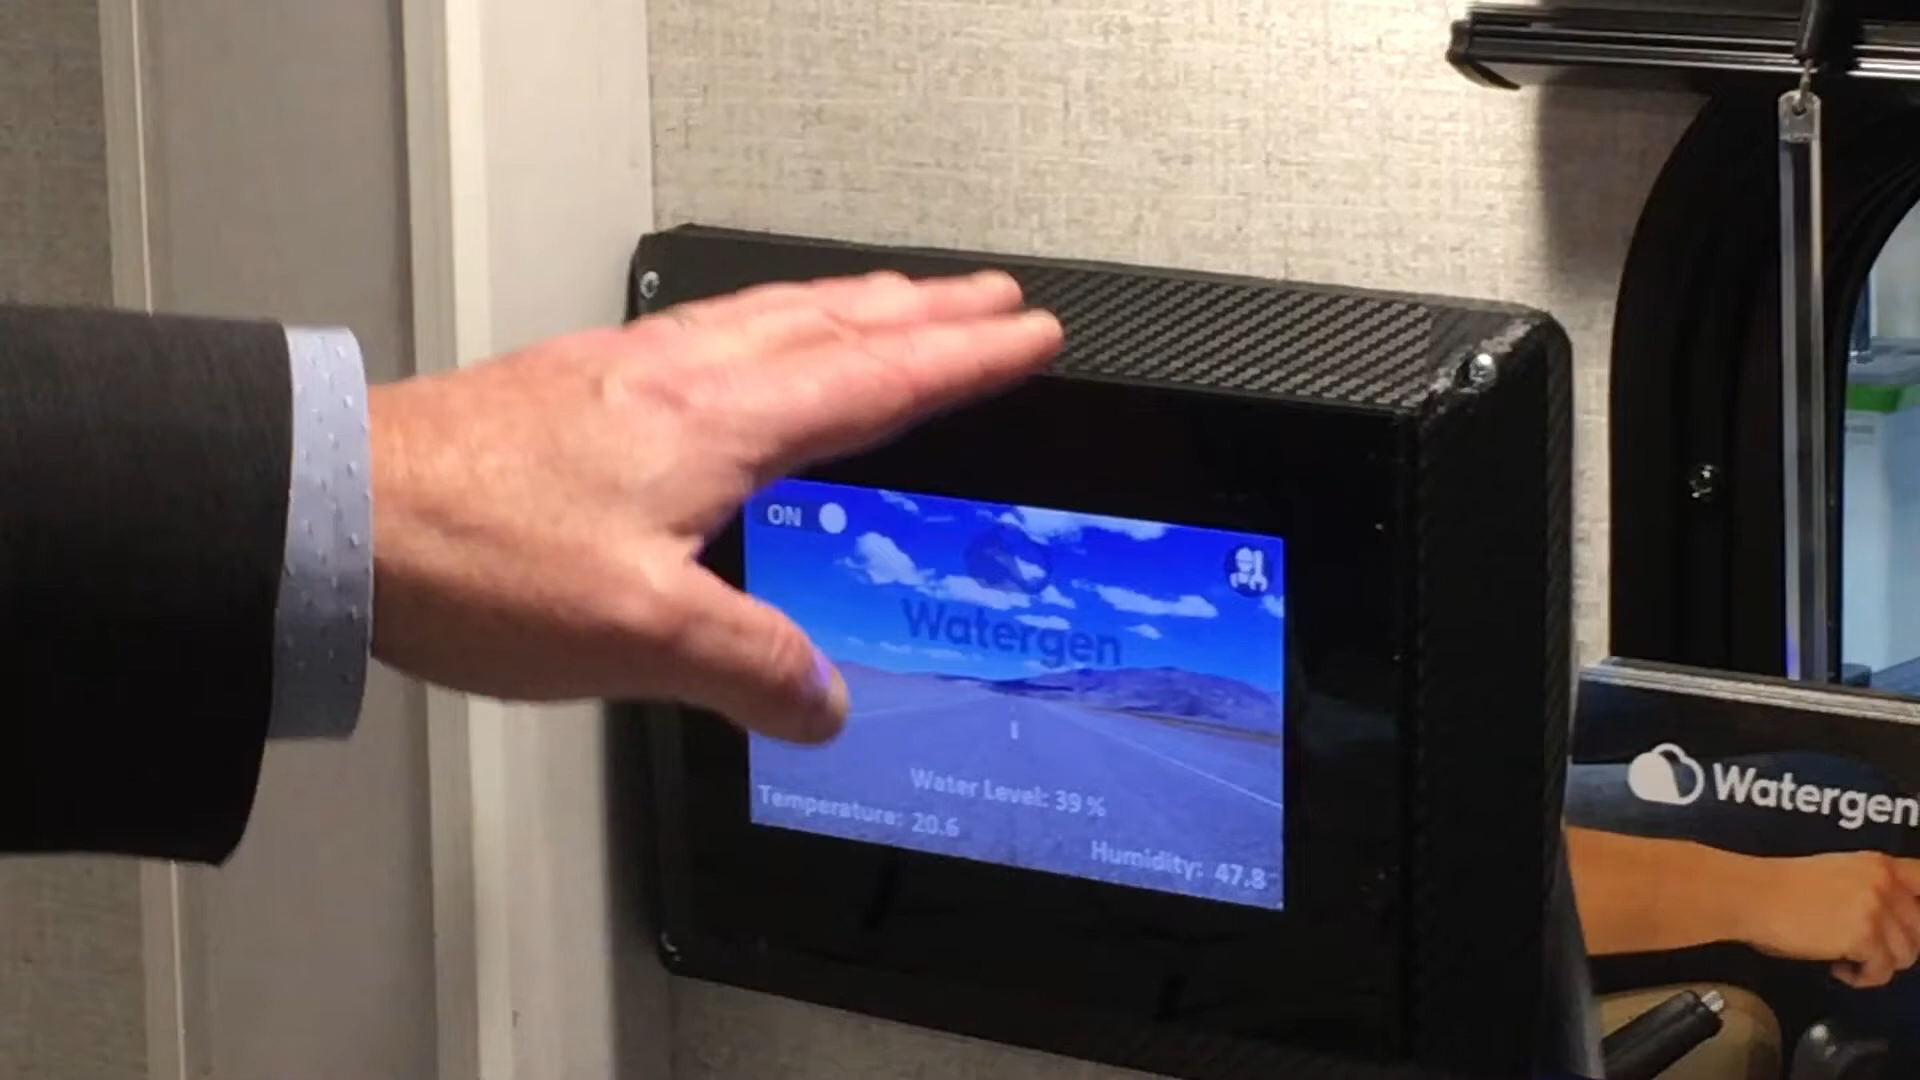 ON
Watergen
Water Level: 39 %
Temperature: 20.6
Humidity: 47.8
Watergen